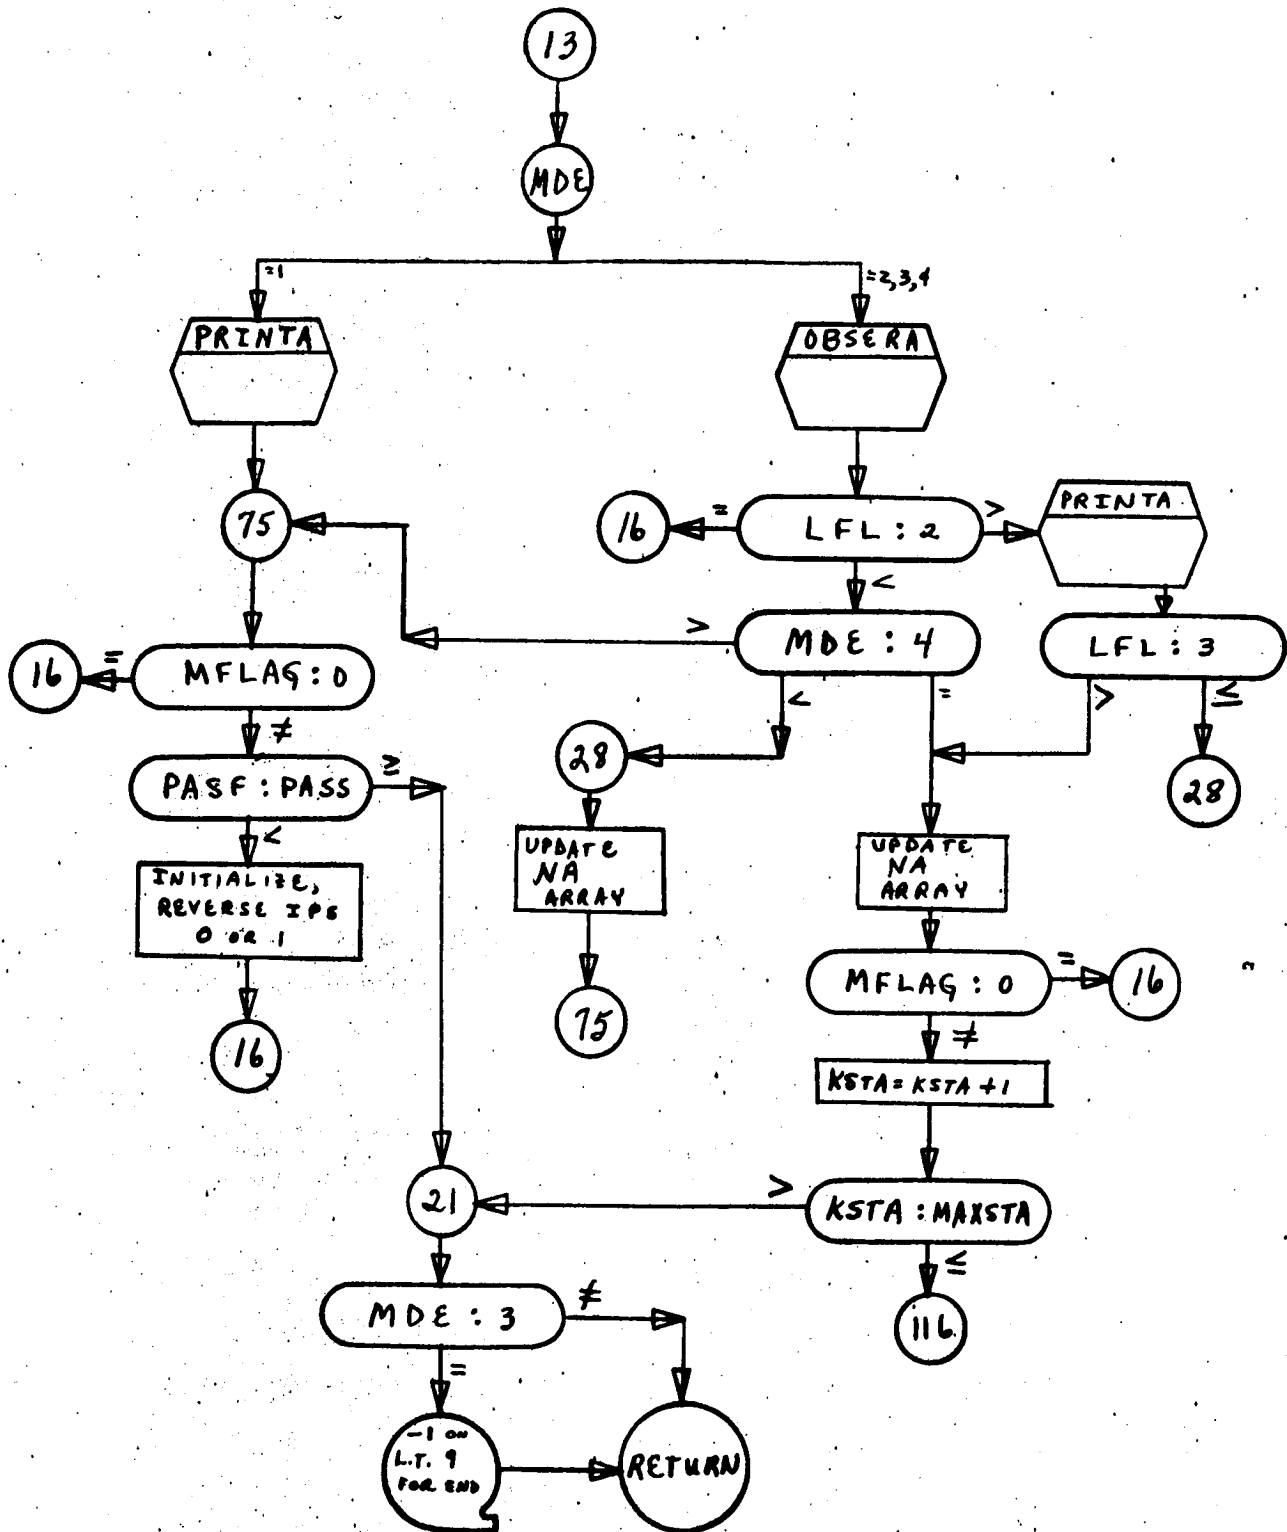 13
MDE
=1
=2,3,4
PRINTA
OBSERA
75
16
=
LFL : 2
>
PRINTA
<
16
=
MFLAG : 0
>
MDE : 4
LFL : 3
≠
<
=
>
≤
PASF : PASS
≥
28
28
<
INITIALIZE,
REVERSE IPS
0 OR 1
UPDATE
NA
ARRAY
UPDATE
NA
ARRAY
16
75
MFLAG : 0
=
16
≠
KSTA = KSTA + 1
21
>
KSTA : MAXSTA
≤
MDE : 3
≠
116
=
-1 ON
L.T. 9
FOR END
RETURN